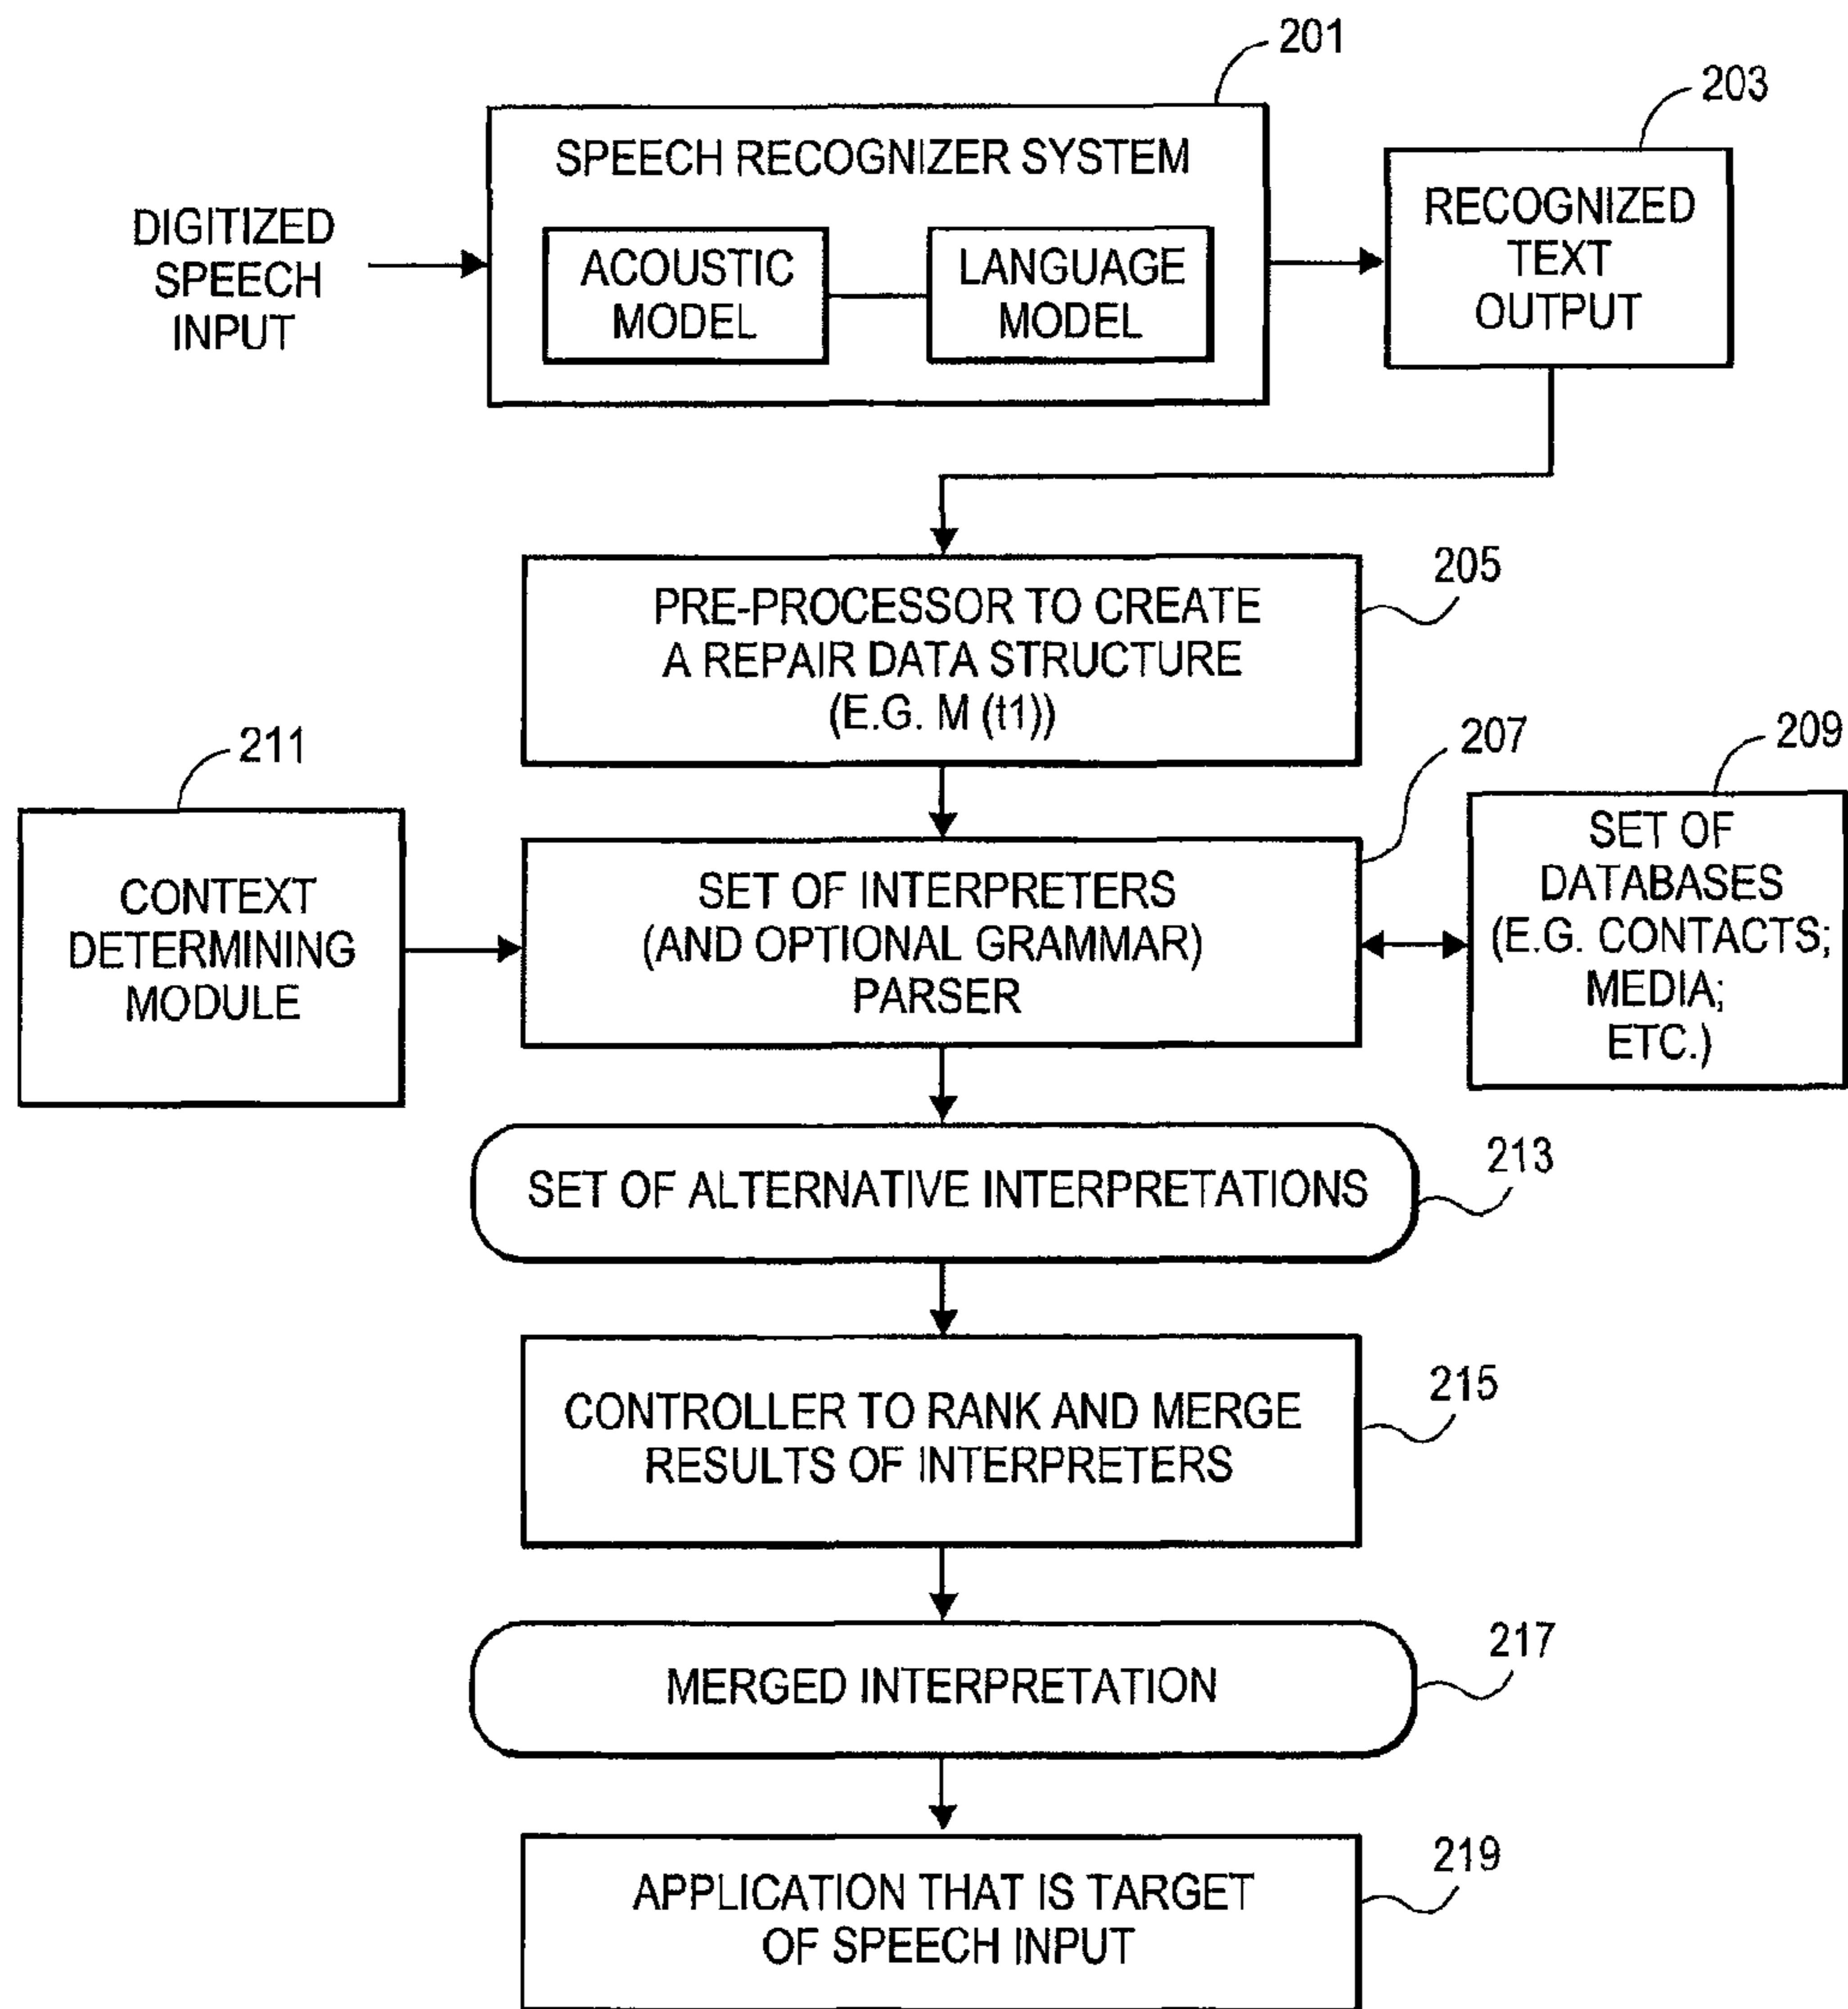 201
203
SPEECH RECOGNIZER SYSTEM
DIGITIZED
SPEECH
INPUT
ACOUSTIC
MODEL
LANGUAGE
MODEL
RECOGNIZED
TEXT
OUTPUT
205
PRE-PROCESSOR TO CREATE
A REPAIR DATA STRUCTURE
(E.G. M (t1))
211
207
209
CONTEXT
DETERMINING
MODULE
SET OF INTERPRETERS
(AND OPTIONAL GRAMMAR)
PARSER
SET OF
DATABASES
(E.G. CONTACTS;
MEDIA;
ETC.)
213
SET OF ALTERNATIVE INTERPRETATIONS
215
CONTROLLER TO RANK AND MERGE
RESULTS OF INTERPRETERS
217
MERGED INTERPRETATION
219
APPLICATION THAT IS TARGET
OF SPEECH INPUT